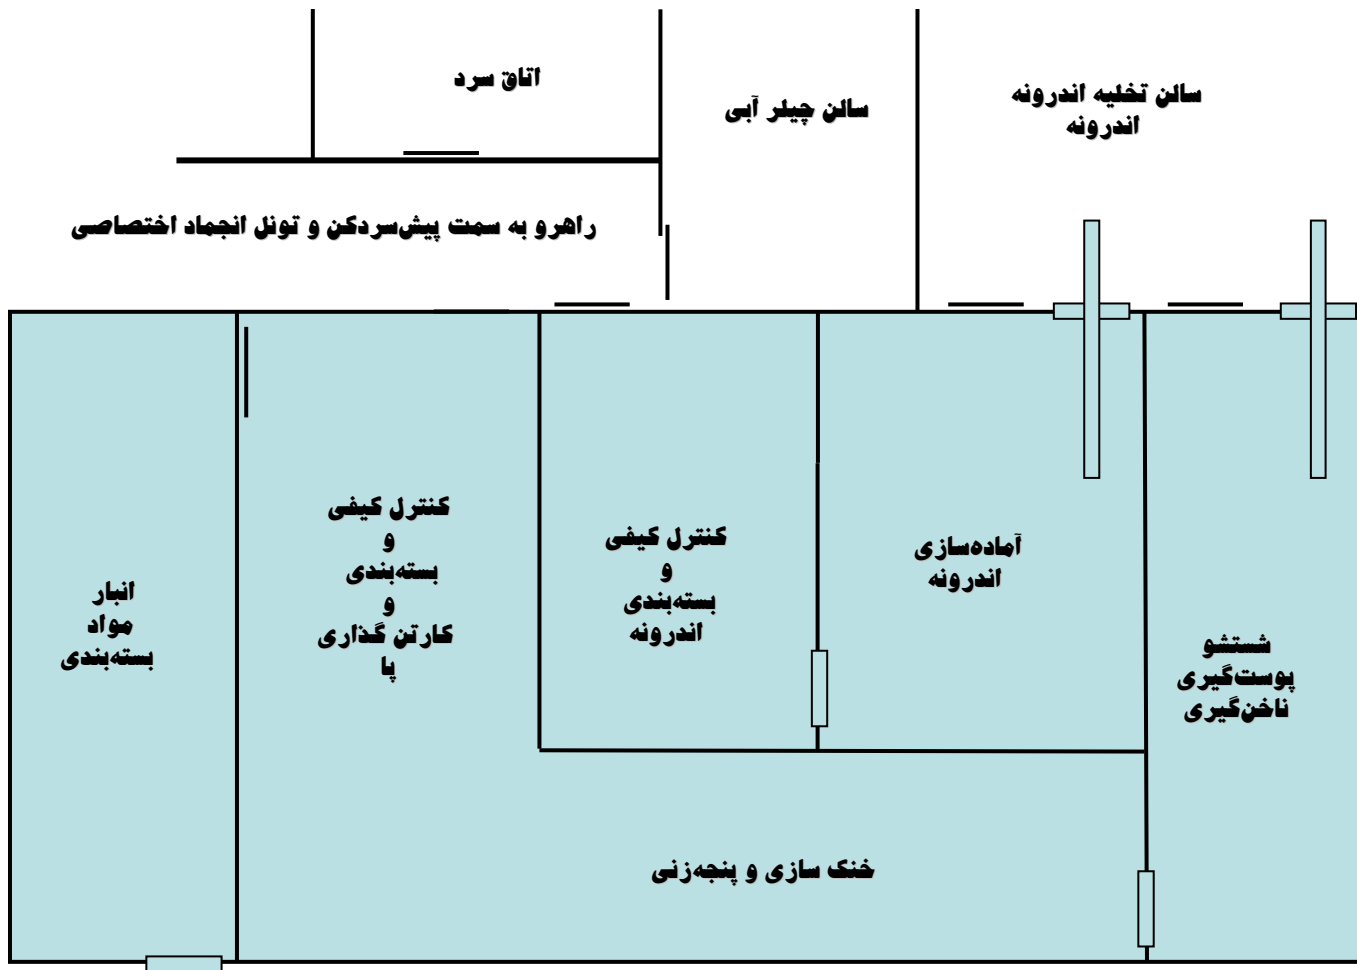 سالن تخلیه اندرونه
اندرونه
سالن چیلر آبی
اتاق سرد
راهرو به سمت پیش‌سردکن و تونل انجماد اختصاصی
شستشو
پوست‌گیری
ناخن‌گیری
آماده‌سازی
اندرونه
کنترل کیفی
و
بسته‌بندی
اندرونه
کنترل کیفی
و
بسته‌بندی
و
کارتن گذاری
پا
انبار
مواد
بسته‌بندی
خنک سازی و پنجه‌زنی